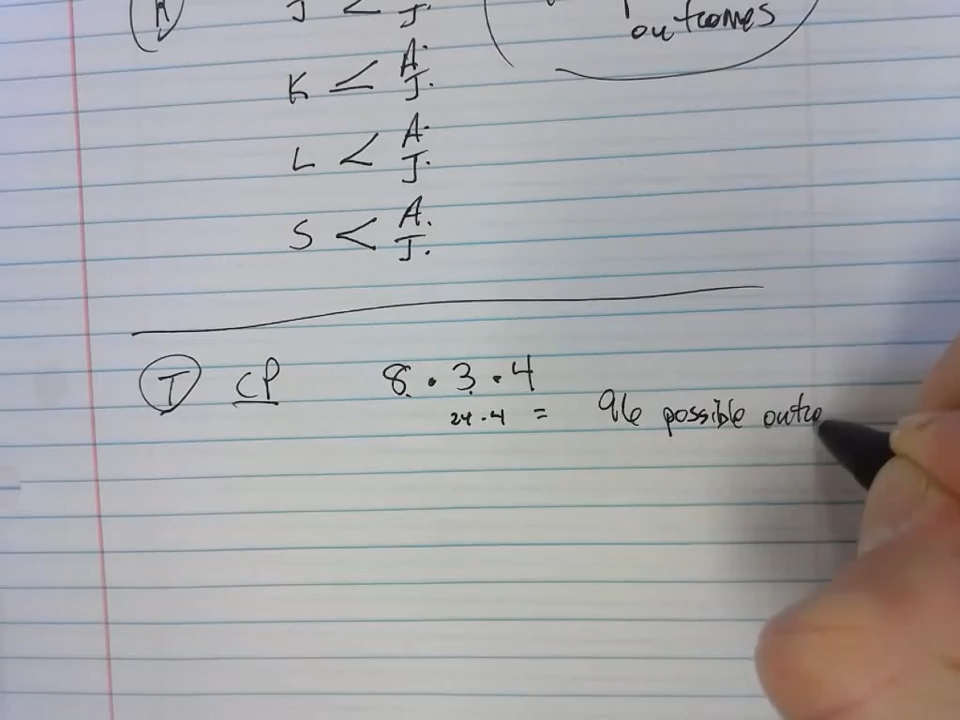 J < J.
outcomes
K < A.
J.
L < A.
J.
S < A.
J.
T CP 8 · 3 · 4
24 · 4 = 96 possible outco